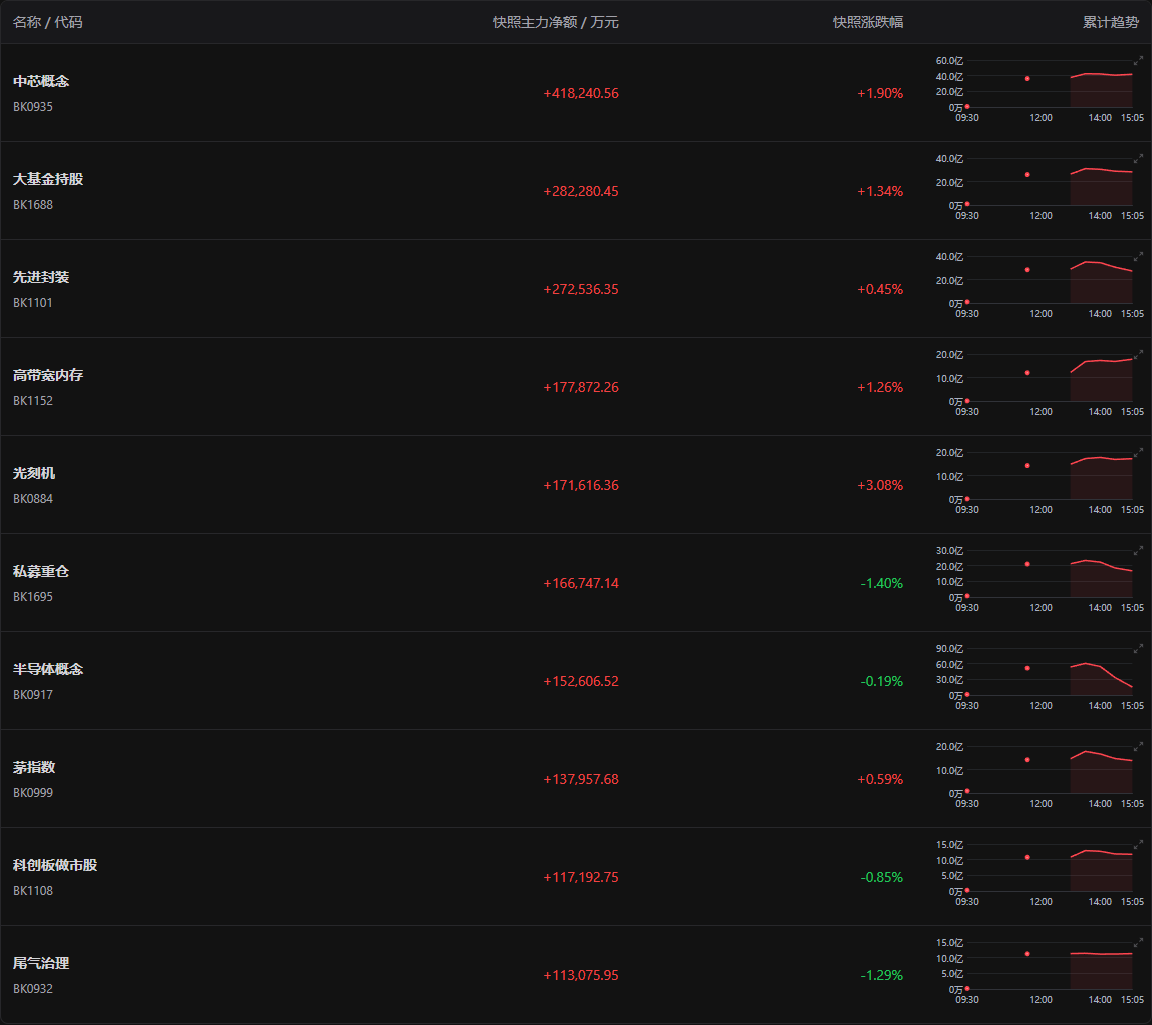 名称 / 代码 快照主力净额 / 万元 快照涨跌幅 累计趋势
中芯概念
BK0935
+418,240.56
+1.90%
60.0亿
40.0亿
20.0亿
0万
09:30 12:00 14:00 15:05
大基金持股
BK1688
+282,280.45
+1.34%
40.0亿
20.0亿
0万
09:30 12:00 14:00 15:05
先进封装
BK1101
+272,536.35
+0.45%
40.0亿
20.0亿
0万
09:30 12:00 14:00 15:05
高带宽内存
BK1152
+177,872.26
+1.26%
20.0亿
10.0亿
0万
09:30 12:00 14:00 15:05
光刻机
BK0884
+171,616.36
+3.08%
20.0亿
10.0亿
0万
09:30 12:00 14:00 15:05
私募重仓
BK1695
+166,747.14
-1.40%
30.0亿
20.0亿
10.0亿
0万
09:30 12:00 14:00 15:05
半导体概念
BK0917
+152,606.52
-0.19%
90.0亿
60.0亿
30.0亿
0万
09:30 12:00 14:00 15:05
茅指数
BK0999
+137,957.68
+0.59%
20.0亿
10.0亿
0万
09:30 12:00 14:00 15:05
科创板做市股
BK1108
+117,192.75
-0.85%
15.0亿
10.0亿
5.0亿
0万
09:30 12:00 14:00 15:05
尾气治理
BK0932
+113,075.95
-1.29%
15.0亿
10.0亿
5.0亿
0万
09:30 12:00 14:00 15:05